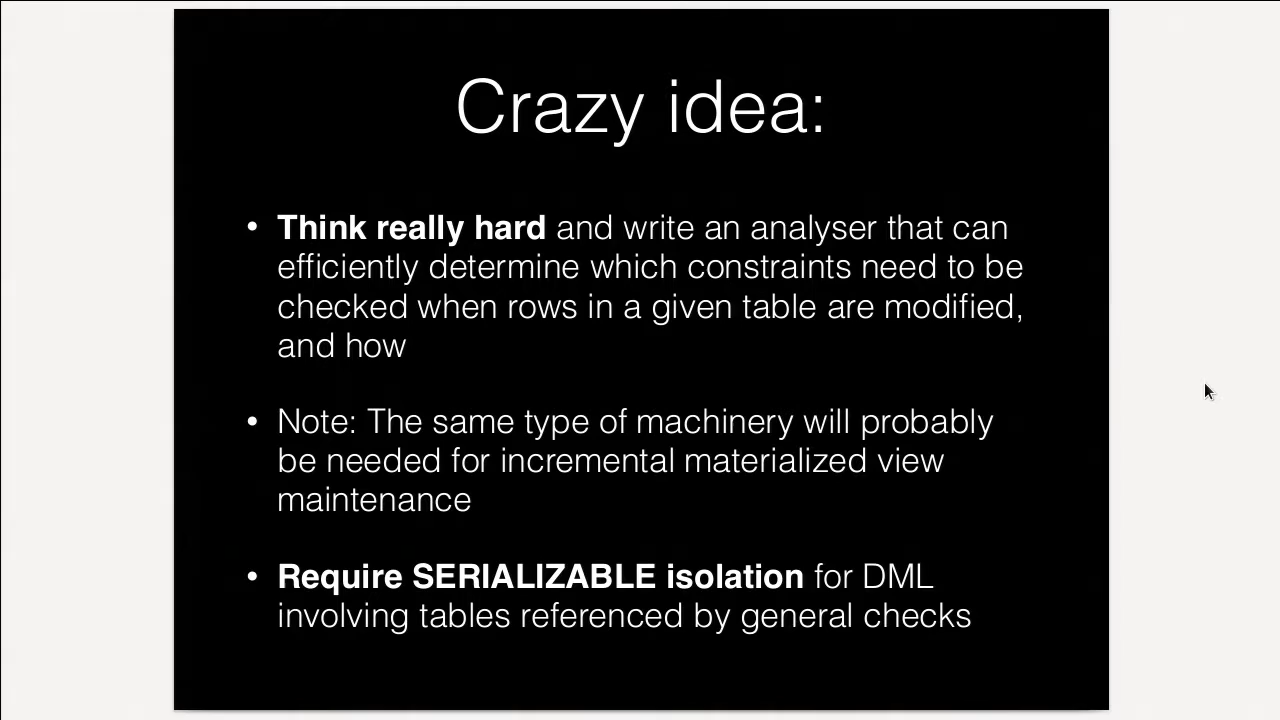 Crazy idea:
• Think really hard and write an analyser that can
efficiently determine which constraints need to be
checked when rows in a given table are modified,
and how
• Note: The same type of machinery will probably
be needed for incremental materialized view
maintenance
• Require SERIALIZABLE isolation for DML
involving tables referenced by general checks